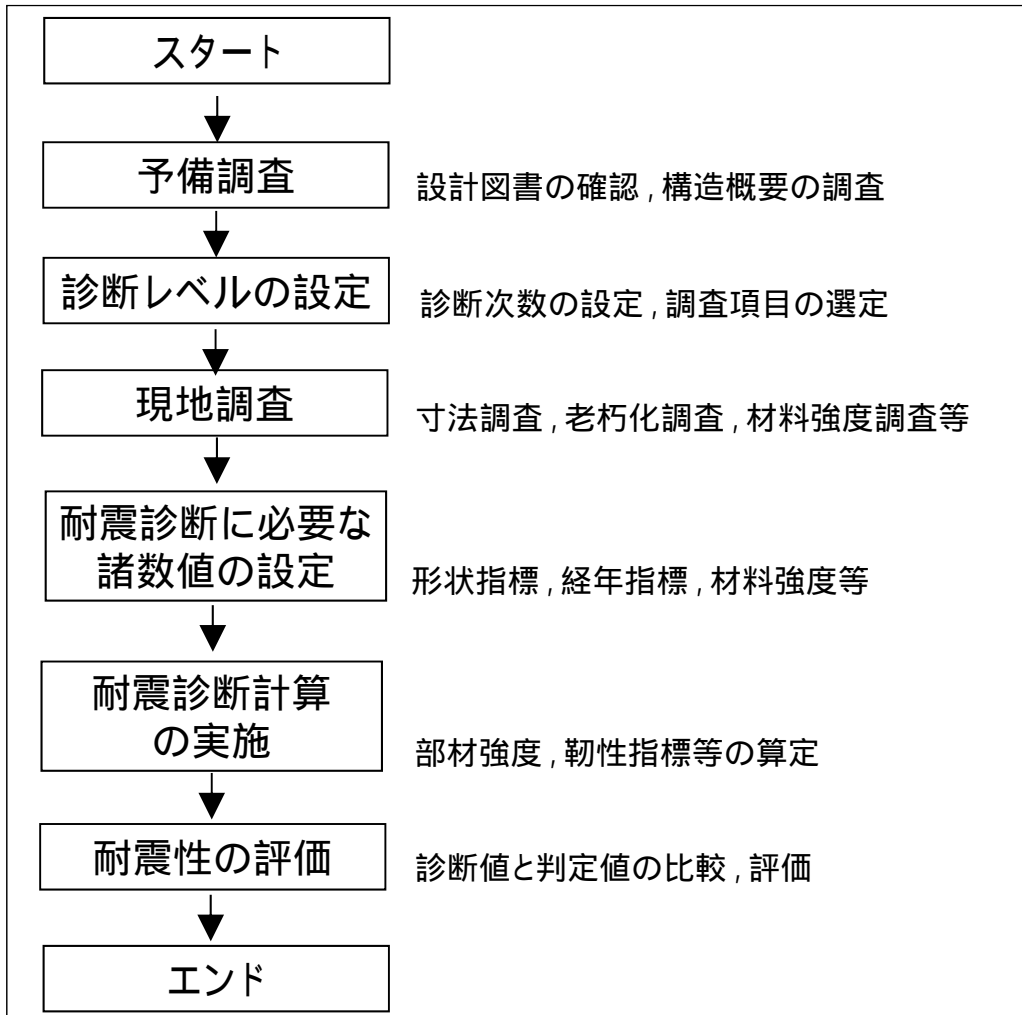 スタート
予備調査
設計図書の確認,構造概要の調査
診断レベルの設定
診断次数の設定,調査項目の選定
現地調査
寸法調査,老朽化調査,材料強度調査等
耐震診断に必要な
諸数値の設定
形状指標,経年指標,材料強度等
耐震診断計算
の実施
部材強度,靭性指標等の算定
耐震性の評価
診断値と判定値の比較,評価
エンド